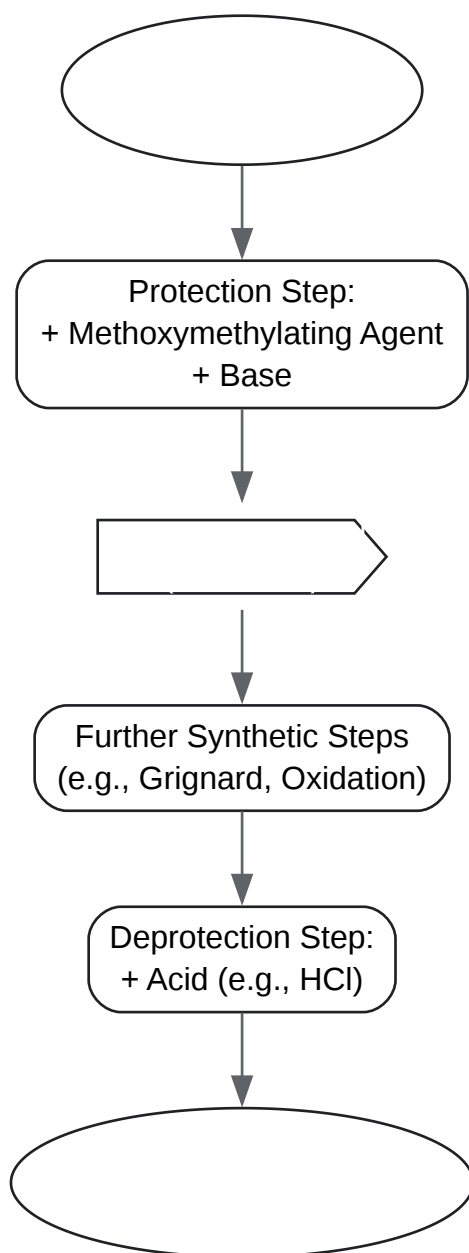 Protection Step:
+ Methoxymethylating Agent
+ Base
Further Synthetic Steps
(e.g., Grignard, Oxidation)
Deprotection Step:
+ Acid (e.g., HCl)